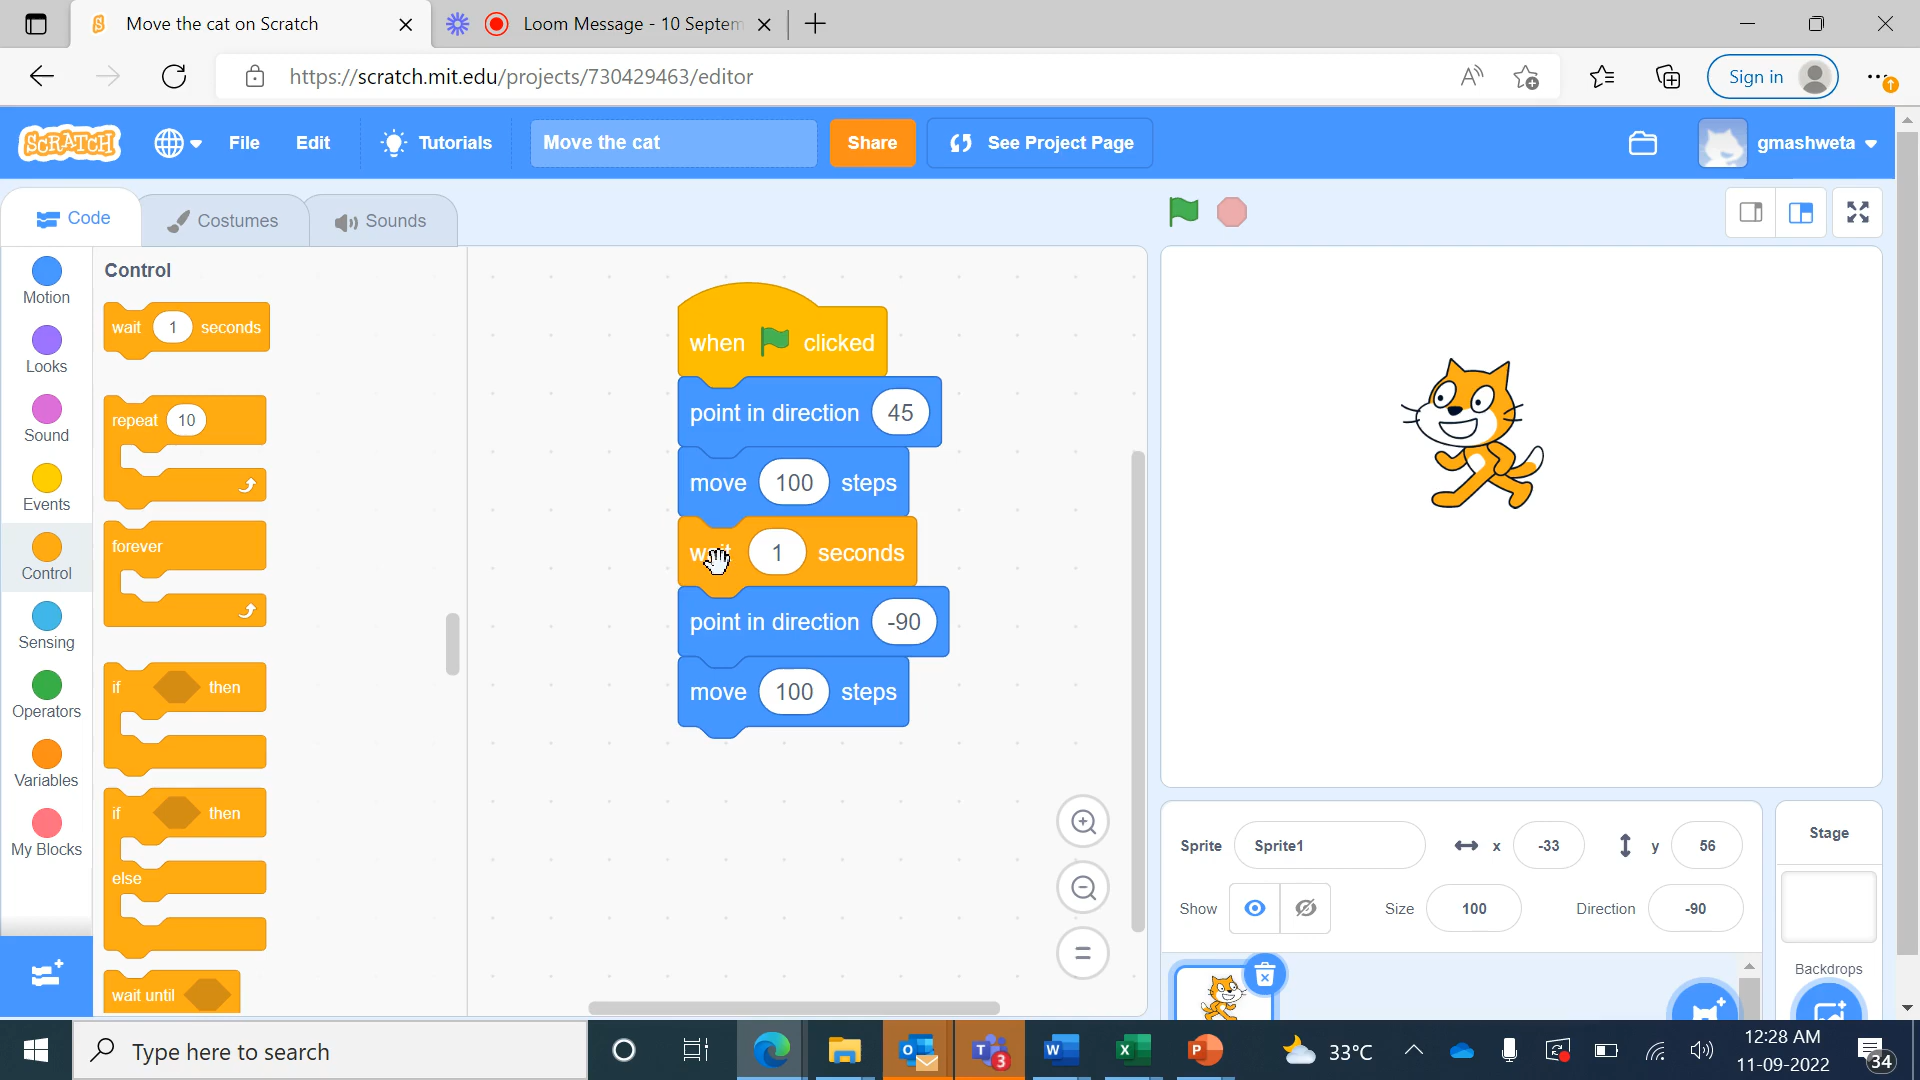 Move the cat on Scratch
Loom Message - 10 Septem
https://scratch.mit.edu/projects/730429463/editor
Sign in
SCRATCH
File
Edit
Tutorials
Move the cat
Share
See Project Page
gmashweta
Code
Costumes
Sounds
Motion
Looks
Sound
Events
Control
Sensing
Operators
Variables
My Blocks
Control
wait 1 seconds
repeat 10
forever
if then
if then
else
wait until
when clicked
point in direction 45
move 100 steps
wait 1 seconds
point in direction -90
move 100 steps
Sprite Sprite1 x -33 y 56
Show Size 100 Direction -90
Stage
Backdrops
Type here to search
3
33°C
12:28 AM
11-09-2022
34